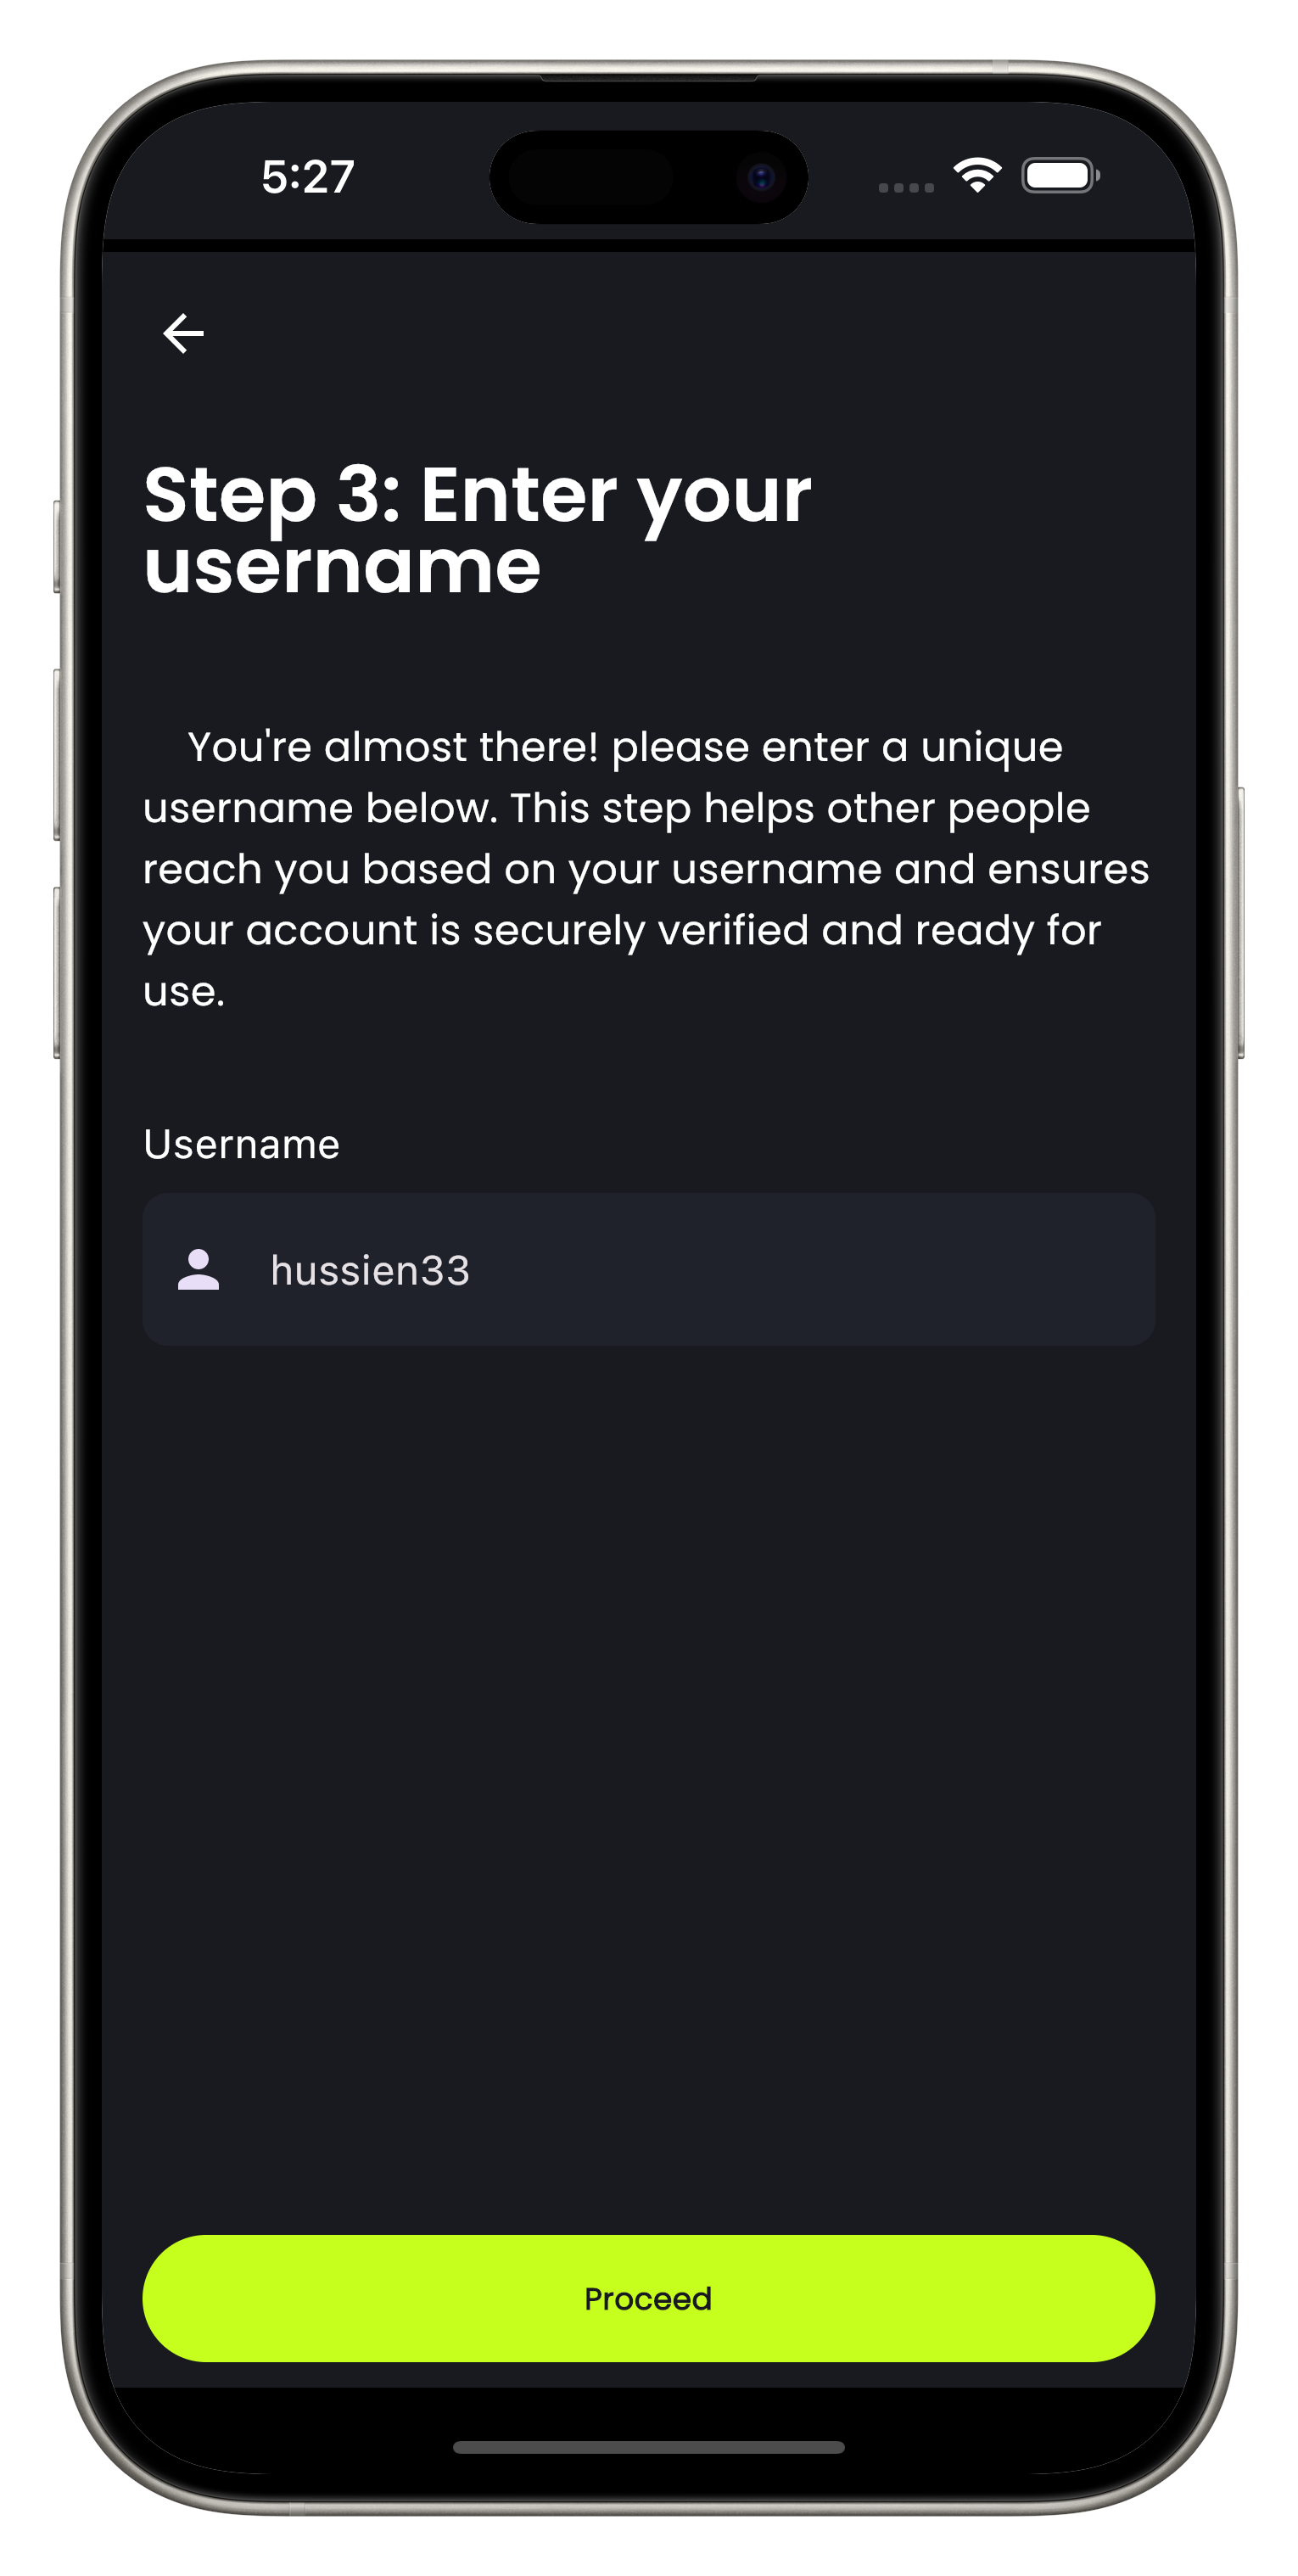 5:27
Step 3: Enter your
username
You're almost there! please enter a unique
username below. This step helps other people
reach you based on your username and ensures
your account is securely verified and ready for
use.
Username
hussien33
Proceed